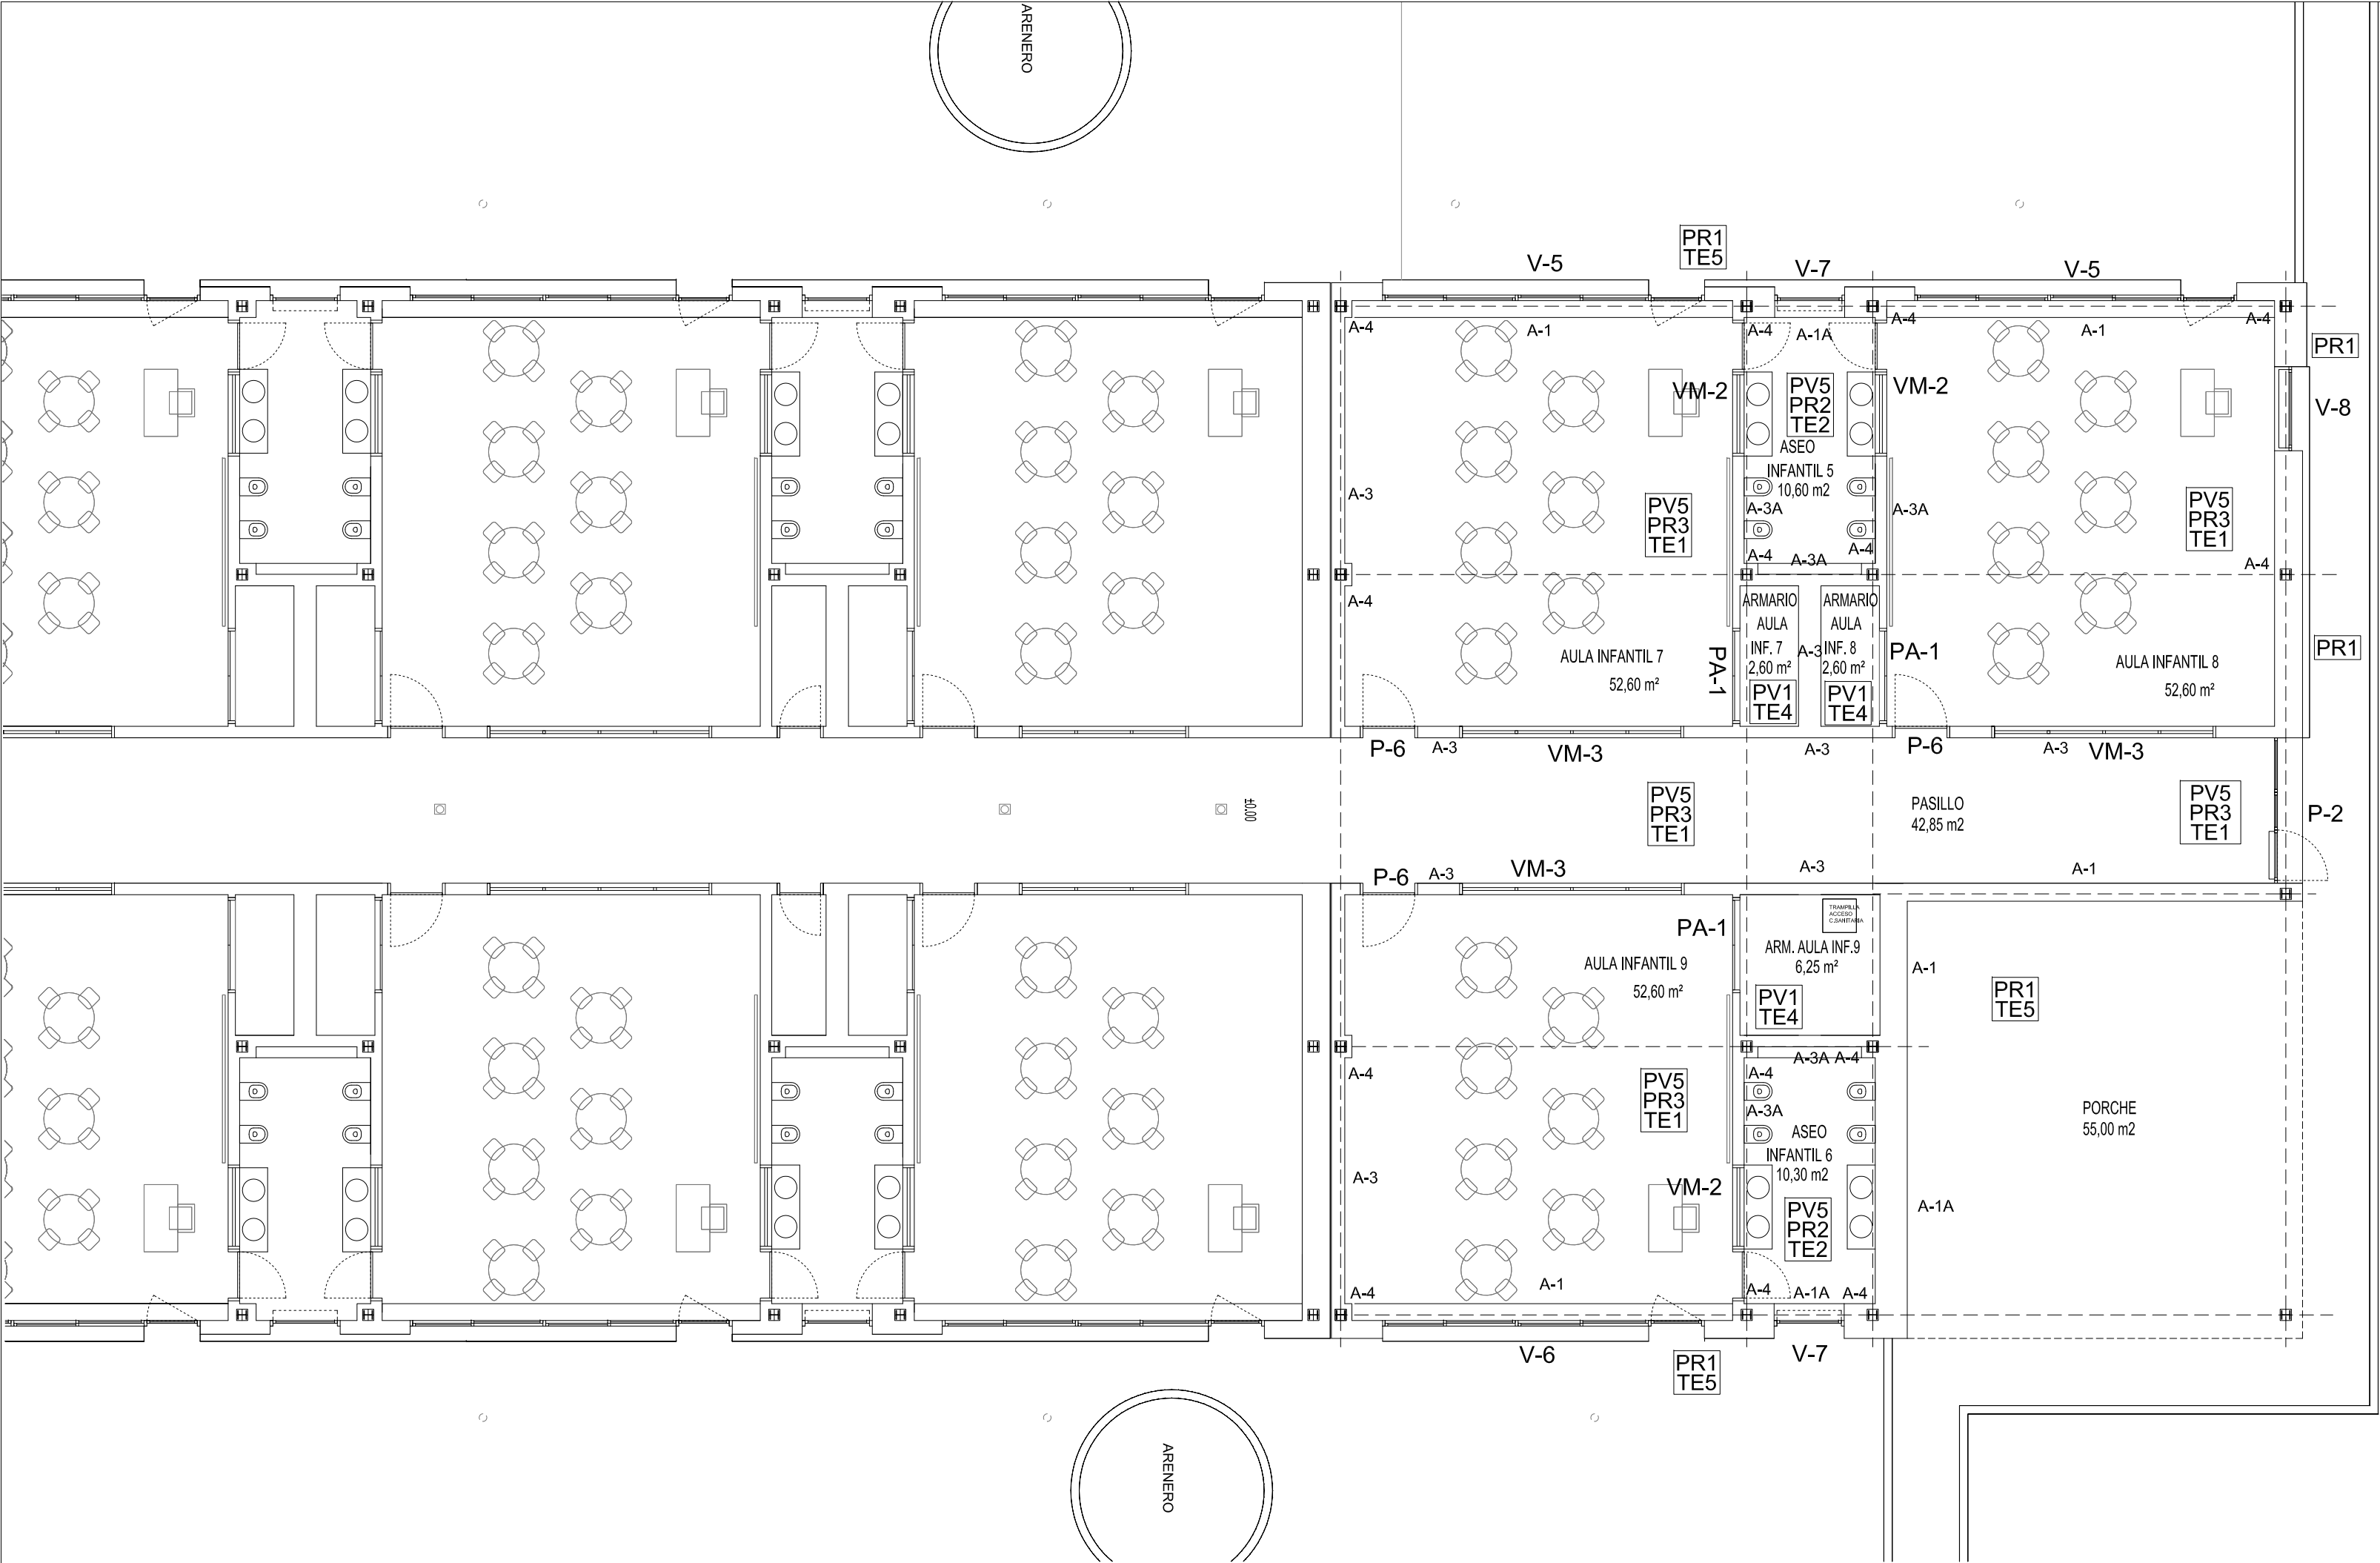 ARENERO
PR1
TE5
V-5
V-7
V-5
A-4
A-1
A-4
A-1A
A-4
A-1
A-4
PR1
VM-2
PV5
PR2
TE2
VM-2
V-8
ASEO
INFANTIL 5
10,60 m2
A-3
PV5
PR3
TE1
A-3A
A-3A
PV5
PR3
TE1
A-4
A-3A
A-4
A-4
A-4
ARMARIO
AULA
INF. 7
2,60 m²
PV1
TE4
ARMARIO
AULA
INF. 8
2,60 m²
PV1
TE4
A-3
AULA INFANTIL 7
52,60 m²
PA-1
PA-1
AULA INFANTIL 8
52,60 m²
PR1
P-6
A-3
VM-3
A-3
P-6
A-3
VM-3
±0.00
PV5
PR3
TE1
PASILLO
42,85 m2
PV5
PR3
TE1
P-2
P-6
A-3
VM-3
A-3
A-1
PA-1
TRAMPILLA
ACCESO
C.SANITARIA
ARM. AULA INF.9
6,25 m²
AULA INFANTIL 9
52,60 m²
A-1
PV1
TE4
PR1
TE5
A-4
A-3A
A-4
A-4
PV5
PR3
TE1
A-3A
ASEO
INFANTIL 6
10,30 m2
PORCHE
55,00 m2
A-3
VM-2
PV5
PR2
TE2
A-1A
A-4
A-1
A-4
A-1A
A-4
V-6
PR1
TE5
V-7
ARENERO